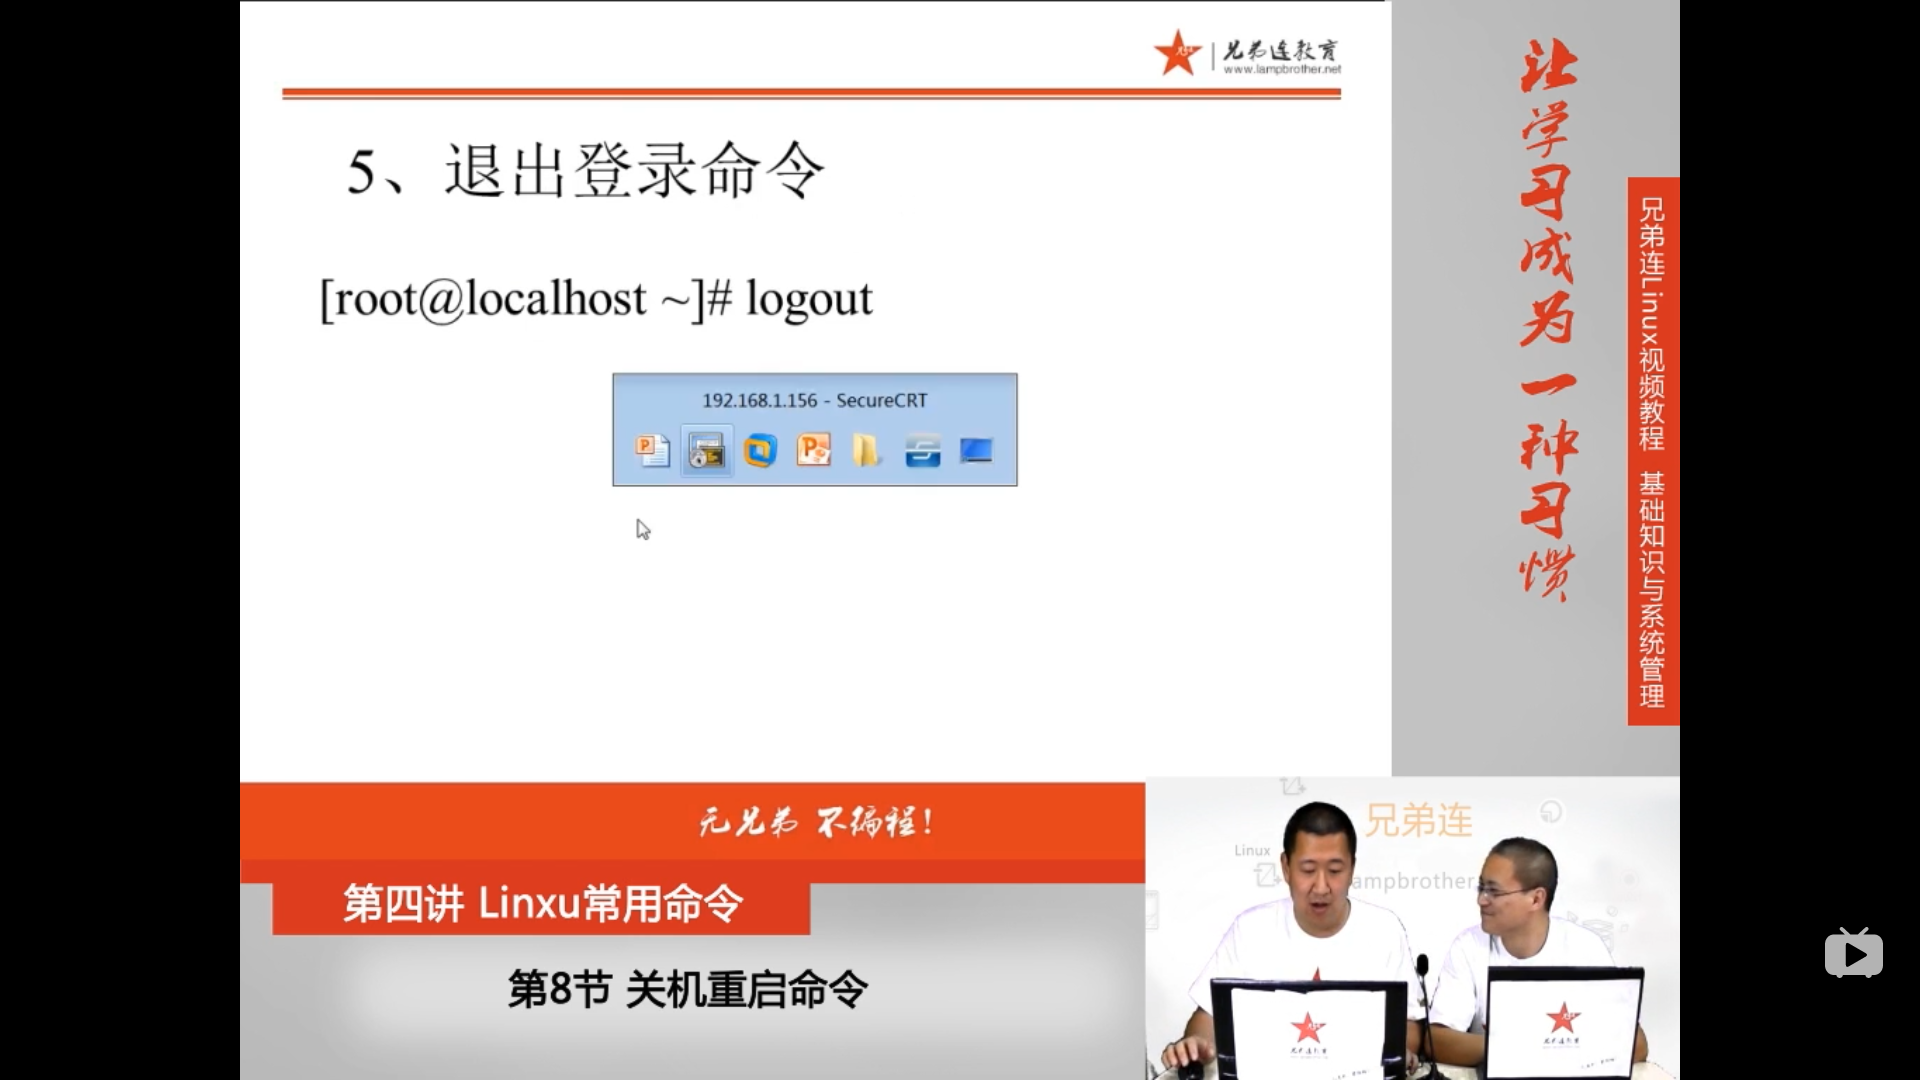 兄弟连教育
www.lampbrother.net
5、退出登录命令
[root@localhost ~]# logout
192.168.1.156 - SecureCRT
让学习成为一种习惯
兄弟连Linux视频教程 基础知识与系统管理
无兄弟 不编程!
第四讲 Linxu常用命令
第8节 关机重启命令
兄弟连
Linux
ampbrother.